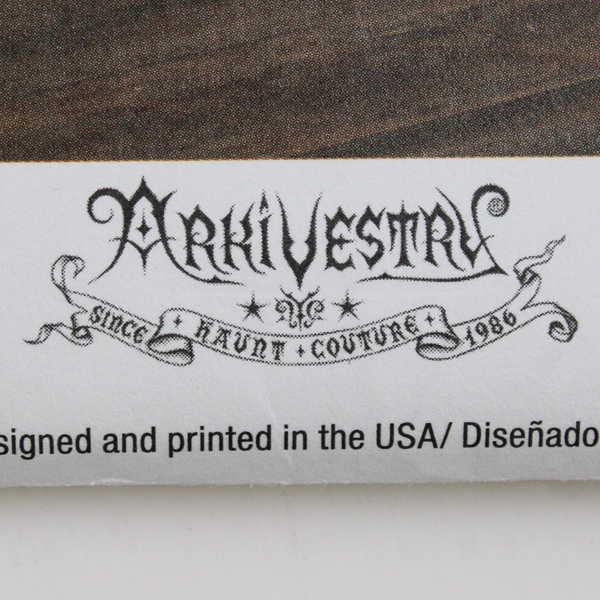 ARKIVESTRY
SINCE HAUNT COUTURE 1986
signed and printed in the USA/ Diseñado